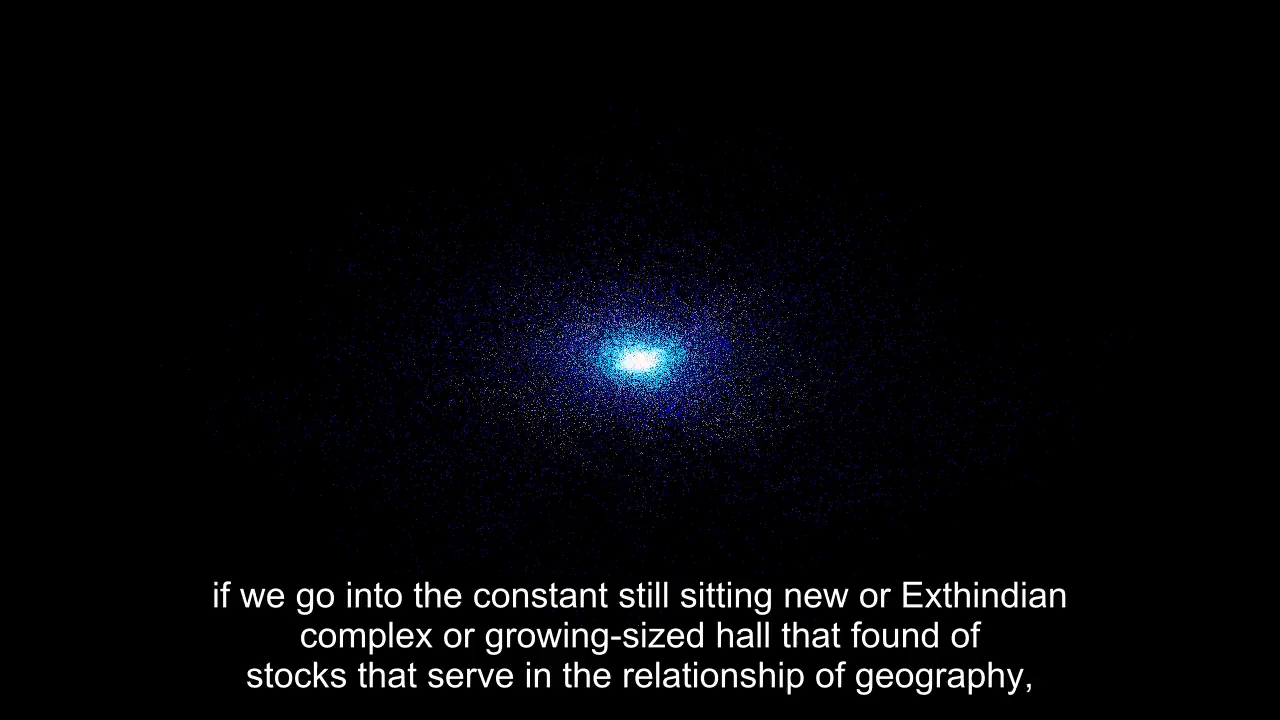 if we go into the constant still sitting new or Exthindian
complex or growing-sized hall that found of
stocks that serve in the relationship of geography,